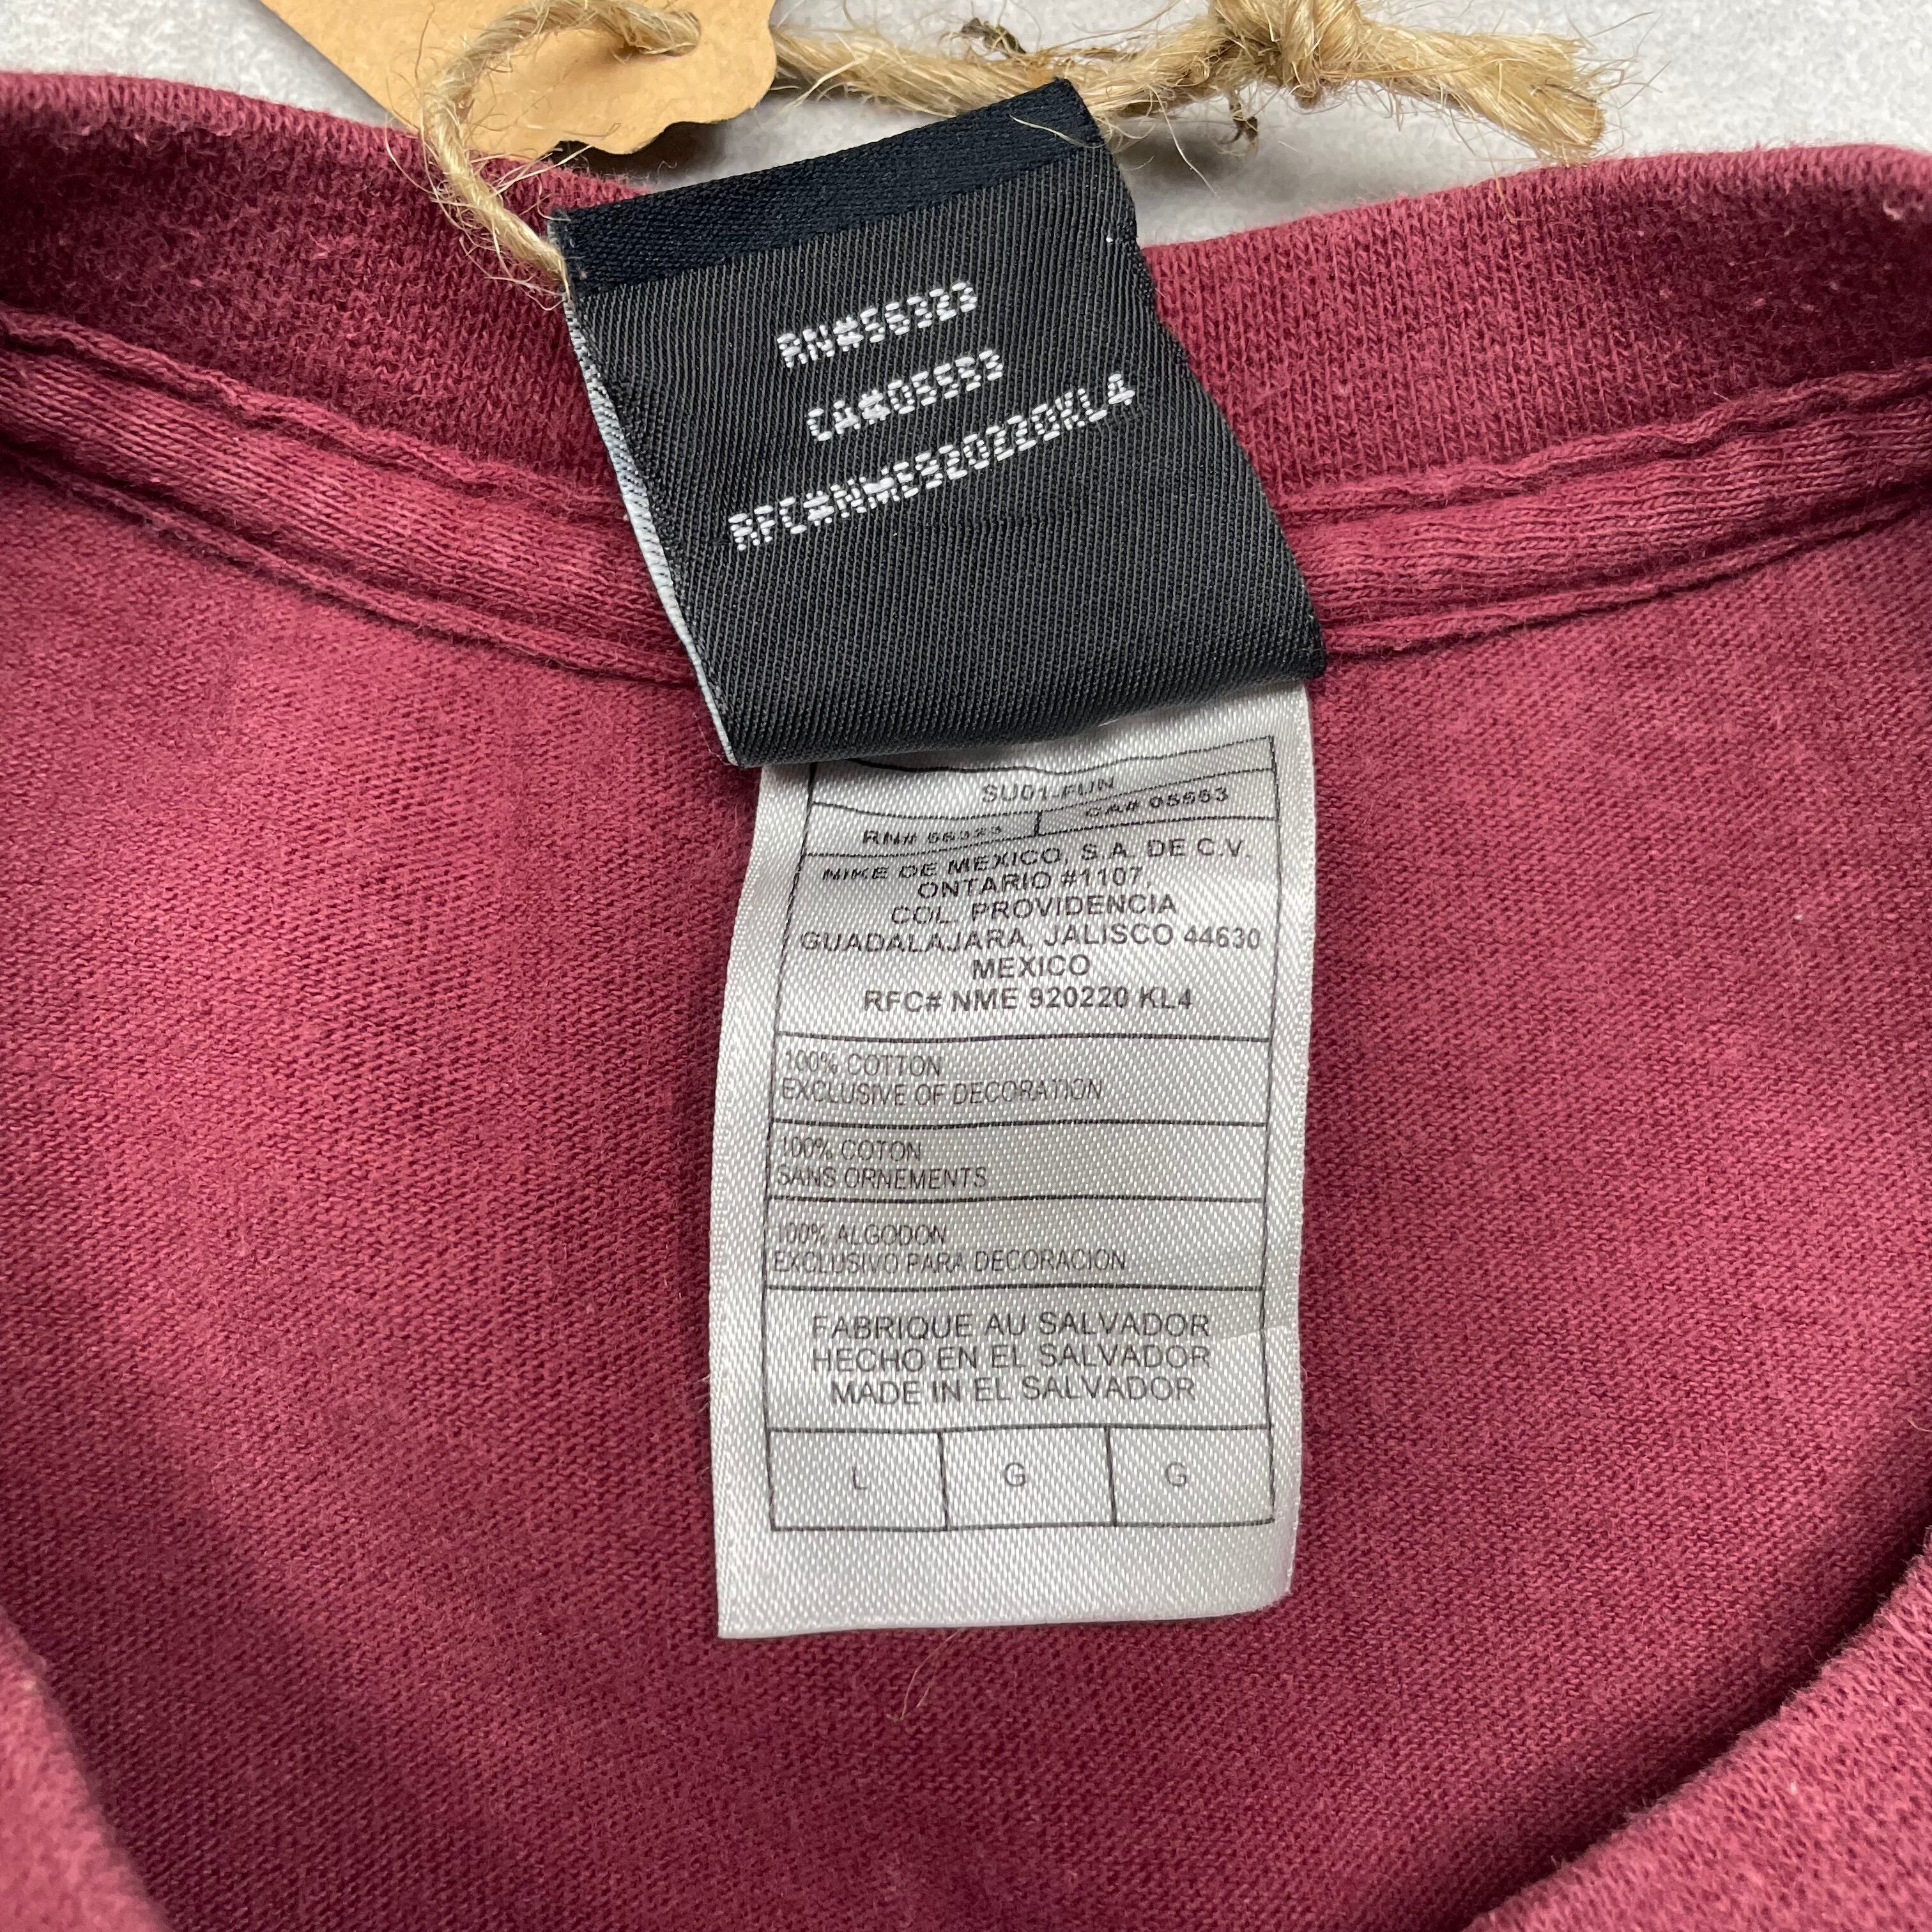 RN#56323
CA#05553
RFC#NME920220KL4
SU01-FUN
RN# 56323 CA# 05553
NIKE DE MEXICO, S.A. DE C.V.
ONTARIO #1107,
COL. PROVIDENCIA
GUADALAJARA, JALISCO 44630
MEXICO
RFC# NME 920220 KL4
100% COTTON
EXCLUSIVE OF DECORATION
100% COTON
SANS ORNEMENTS
100% ALGODON
EXCLUSIVO PARA DECORACION
FABRIQUE AU SALVADOR
HECHO EN EL SALVADOR
MADE IN EL SALVADOR
L G G